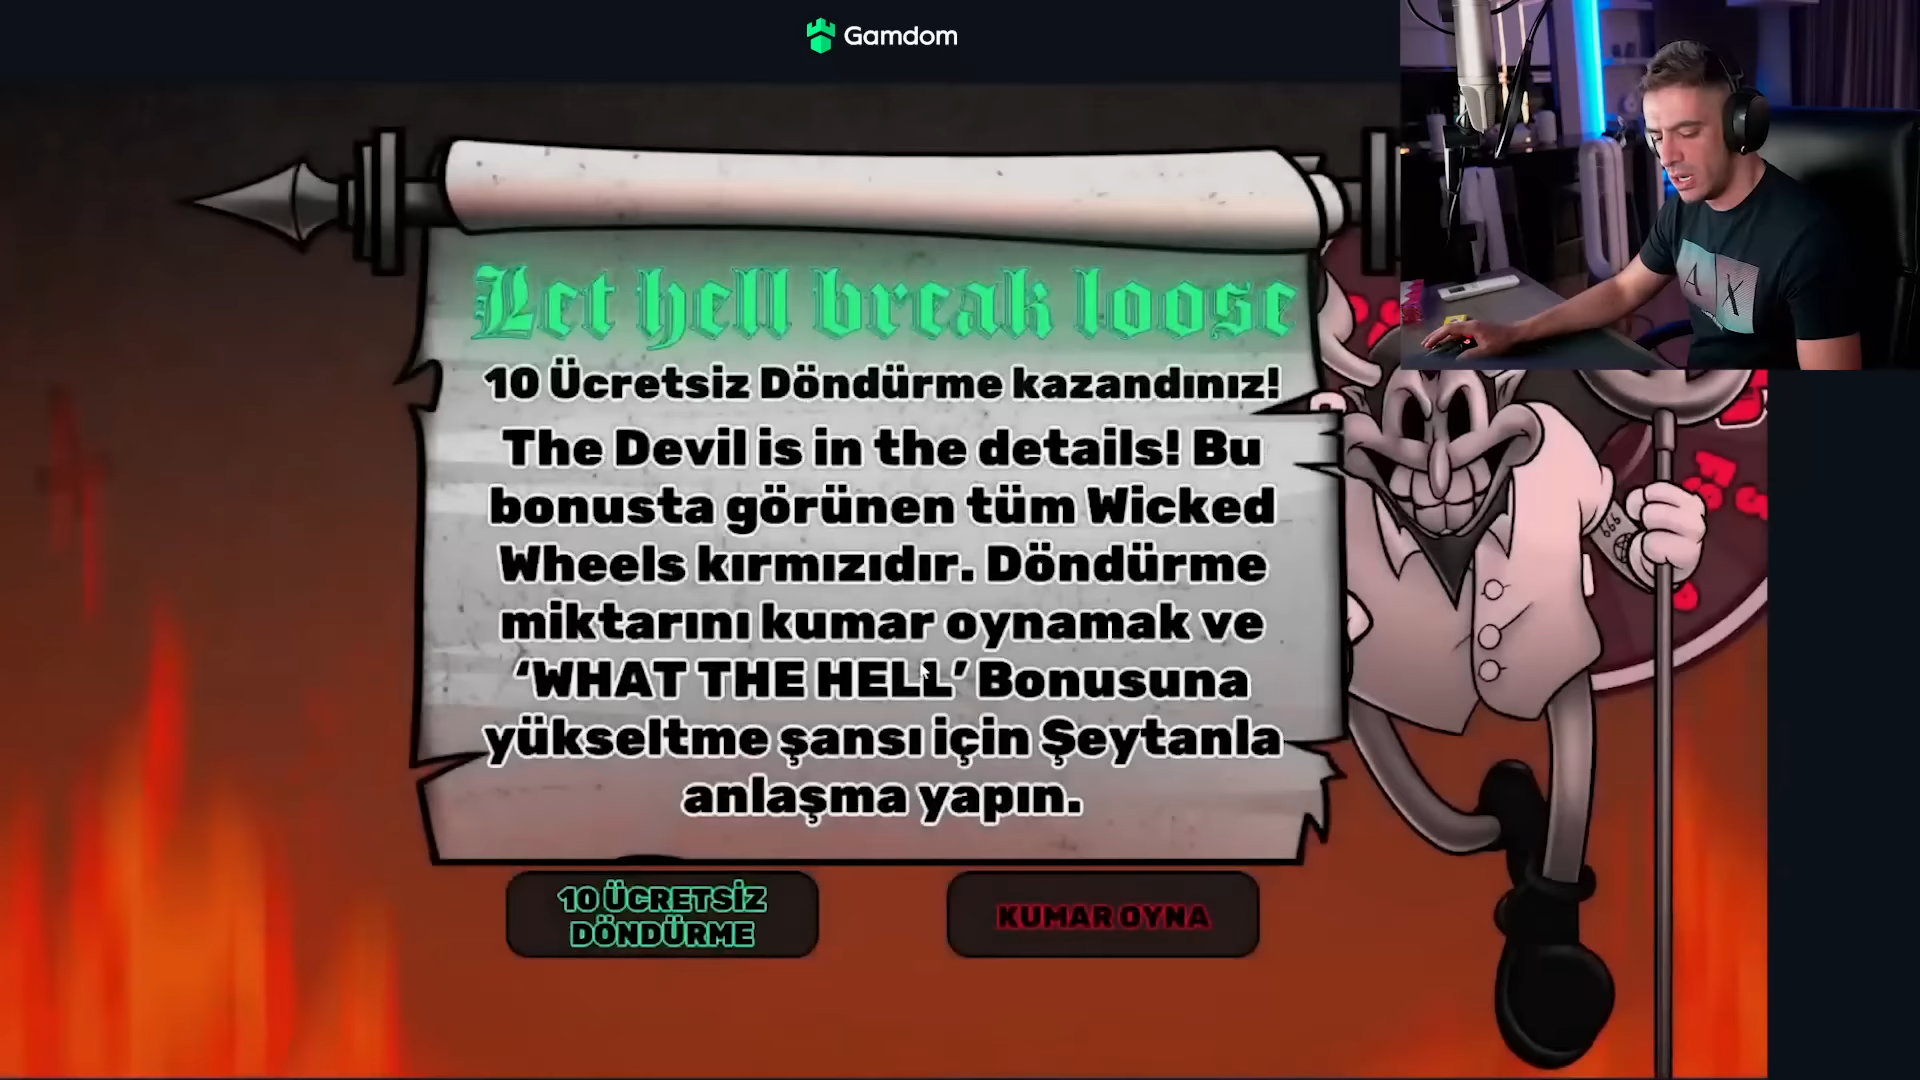 Gamdom
Let hell break loose
10 Ücretsiz Döndürme kazandınız!
The Devil is in the details! Bu
bonusta görünen tüm Wicked
Wheels kırmızıdır. Döndürme
miktarını kumar oynamak ve
‘WHAT THE HELL’ Bonusuna
yükseltme şansı için Şeytanla
anlaşma yapın.
10 ÜCRETSİZ
DÖNDÜRME
KUMAR OYNA
A X
666